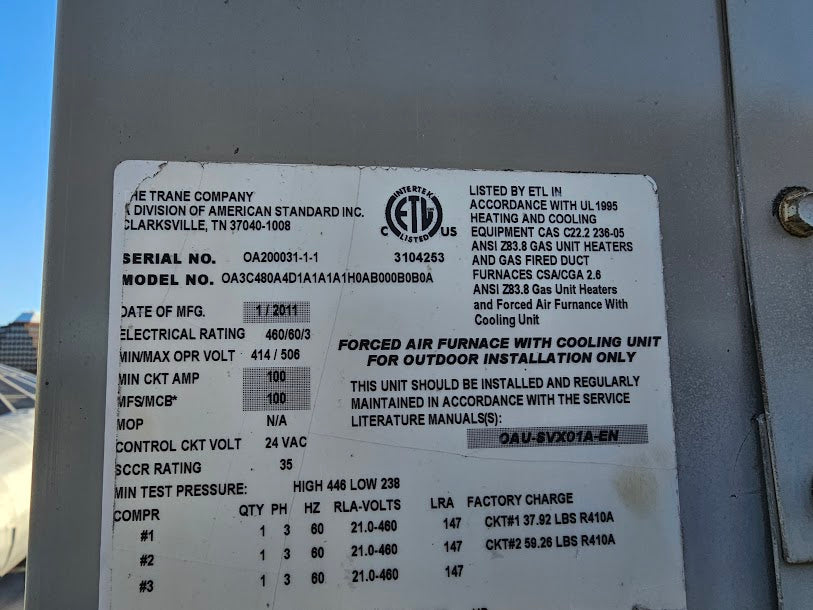 THE TRANE COMPANY
A DIVISION OF AMERICAN STANDARD INC.
CLARKSVILLE, TN 37040-1008
INTERTEK
ETL
LISTED
C US
3104253
LISTED BY ETL IN
ACCORDANCE WITH UL 1995
HEATING AND COOLING
EQUIPMENT CAS C22.2 236-05
ANSI Z83.8 GAS UNIT HEATERS
AND GAS FIRED DUCT
FURNACES CSA/CGA 2.6
ANSI Z83.8 Gas Unit Heaters
and Forced Air Furnance With
Cooling Unit
SERIAL NO. OA200031-1-1
MODEL NO. OA3C480A4D1A1A1A1H0AB000B0B0A
DATE OF MFG. 1 / 2011
ELECTRICAL RATING 460/60/3
MIN/MAX OPR VOLT 414 / 506
MIN CKT AMP 100
MFS/MCB* 100
MOP N/A
CONTROL CKT VOLT 24 VAC
SCCR RATING 35
FORCED AIR FURNACE WITH COOLING UNIT
FOR OUTDOOR INSTALLATION ONLY
THIS UNIT SHOULD BE INSTALLED AND REGULARLY
MAINTAINED IN ACCORDANCE WITH THE SERVICE
LITERATURE MANUALS(S):
OAU-SVX01A-EN
MIN TEST PRESSURE: HIGH 446 LOW 238
COMPR QTY PH HZ RLA-VOLTS LRA FACTORY CHARGE
#1 1 3 60 21.0-460 147 CKT#1 37.92 LBS R410A
#2 1 3 60 21.0-460 147 CKT#2 59.26 LBS R410A
#3 1 3 60 21.0-460 147